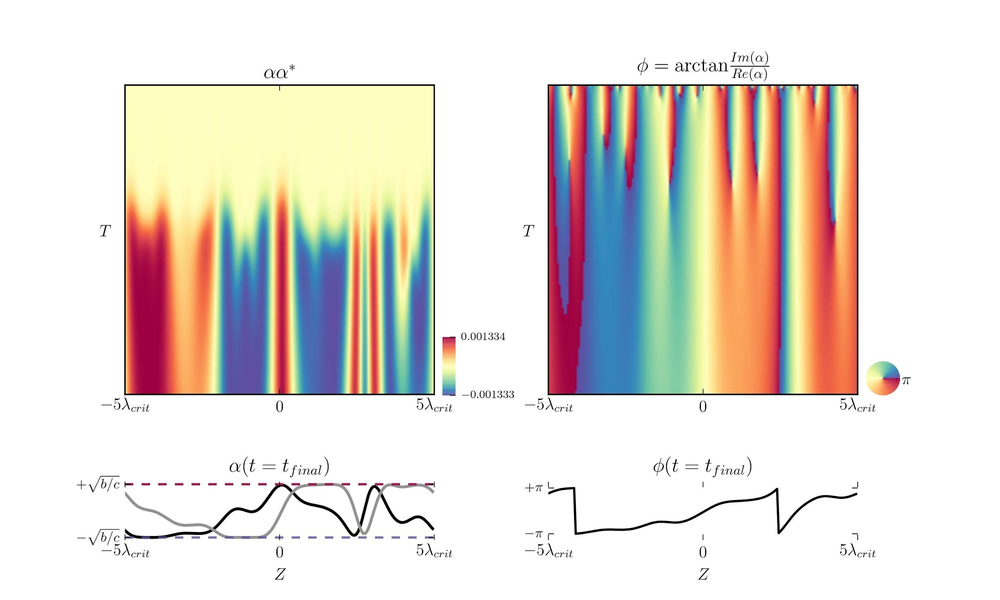 αα*
ϕ = arctan Im(α)/Re(α)
T
T
0.001334
−0.001333
π
−5λcrit 0 5λcrit
−5λcrit 0 5λcrit
α(t = tfinal)
ϕ(t = tfinal)
+√b/c
−√b/c
+π
−π
−5λcrit 0 5λcrit
−5λcrit 0 5λcrit
Z
Z